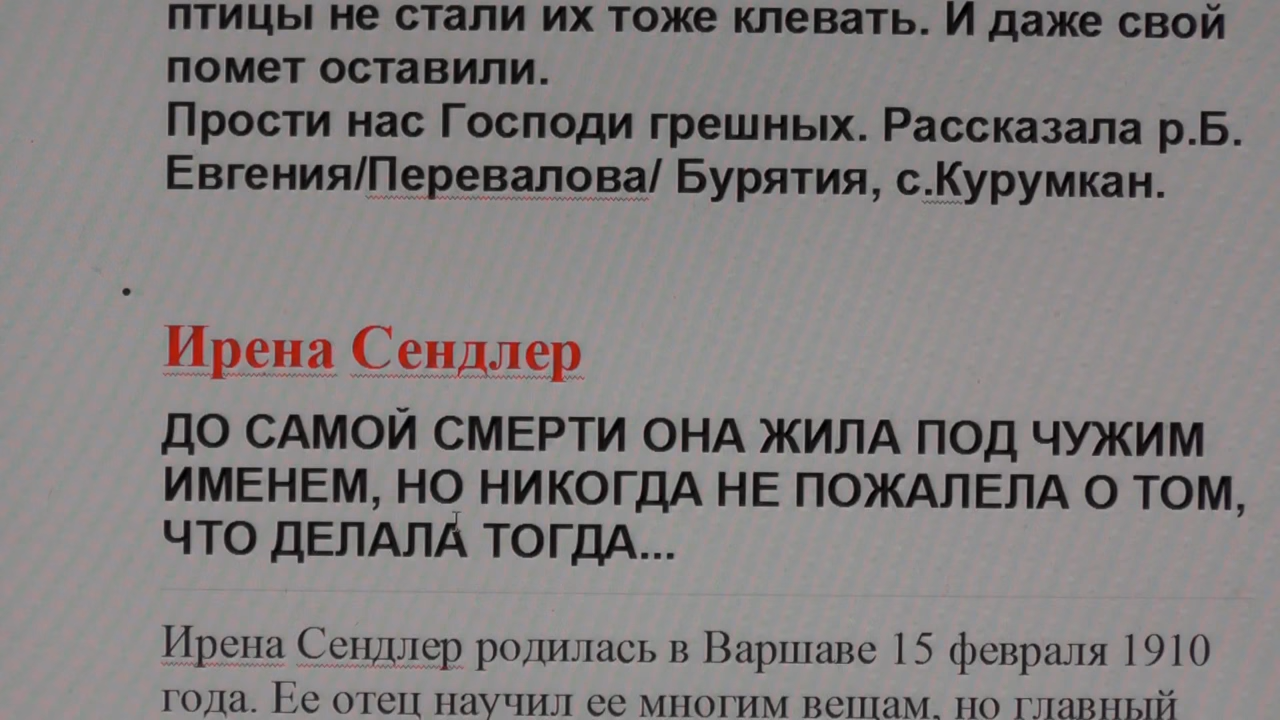 птицы не стали их тоже клевать. И даже свой
помет оставили.
Прости нас Господи грешных. Рассказала р.Б.
Евгения/Перевалова/ Бурятия, с.Курумкан.
Ирена Сендлер
ДО САМОЙ СМЕРТИ ОНА ЖИЛА ПОД ЧУЖИМ
ИМЕНЕМ, НО НИКОГДА НЕ ПОЖАЛЕЛА О ТОМ,
ЧТО ДЕЛАЛА ТОГДА...
Ирена Сендлер родилась в Варшаве 15 февраля 1910
года. Ее отец научил ее многим вещам, но главный